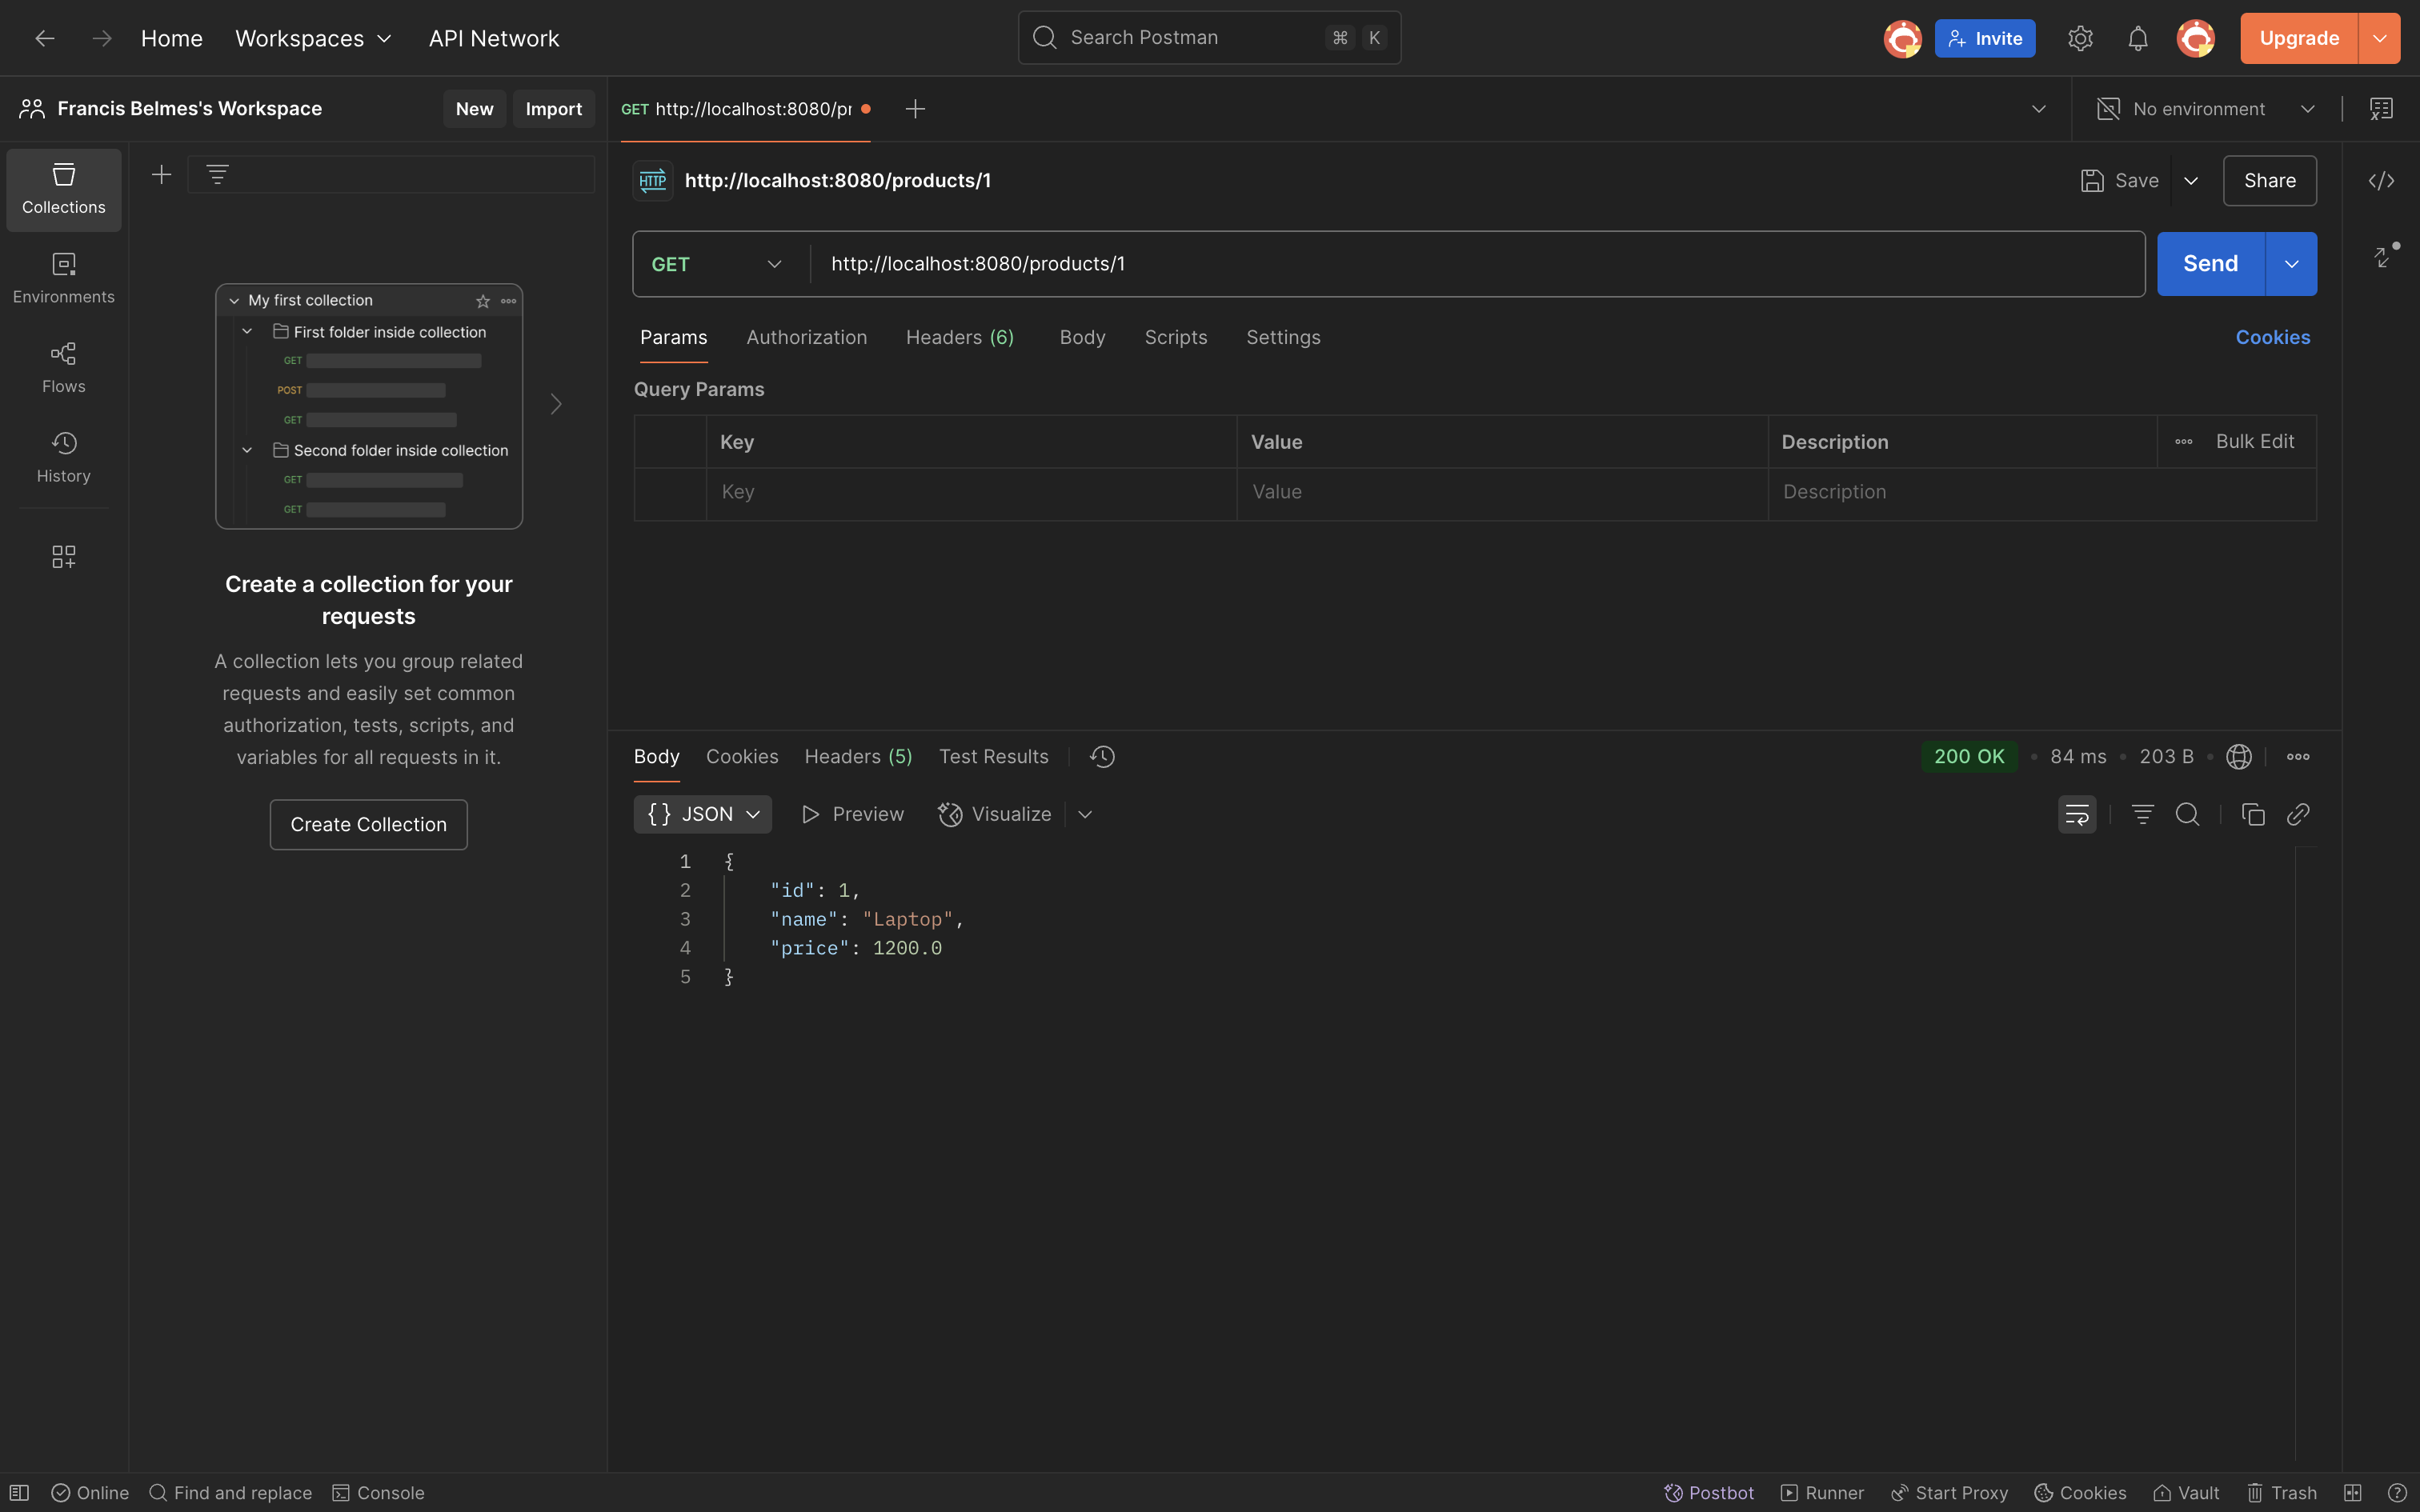 Home Workspaces API Network
Search Postman ⌘ K
Invite
Upgrade
Francis Belmes's Workspace
New Import
GET http://localhost:8080/pr
No environment
Collections
Environments
Flows
History
My first collection
First folder inside collection
GET
POST
GET
Second folder inside collection
GET
GET
Create a collection for your
requests
A collection lets you group related
requests and easily set common
authorization, tests, scripts, and
variables for all requests in it.
Create Collection
HTTP http://localhost:8080/products/1
Save Share
GET http://localhost:8080/products/1
Send
Params Authorization Headers (6) Body Scripts Settings Cookies
Query Params
Key Value Description Bulk Edit
Key Value Description
Body Cookies Headers (5) Test Results
200 OK • 84 ms • 203 B
{} JSON Preview Visualize
1 {
2 "id": 1,
3 "name": "Laptop",
4 "price": 1200.0
5 }
Online Find and replace Console
Postbot Runner Start Proxy Cookies Vault Trash